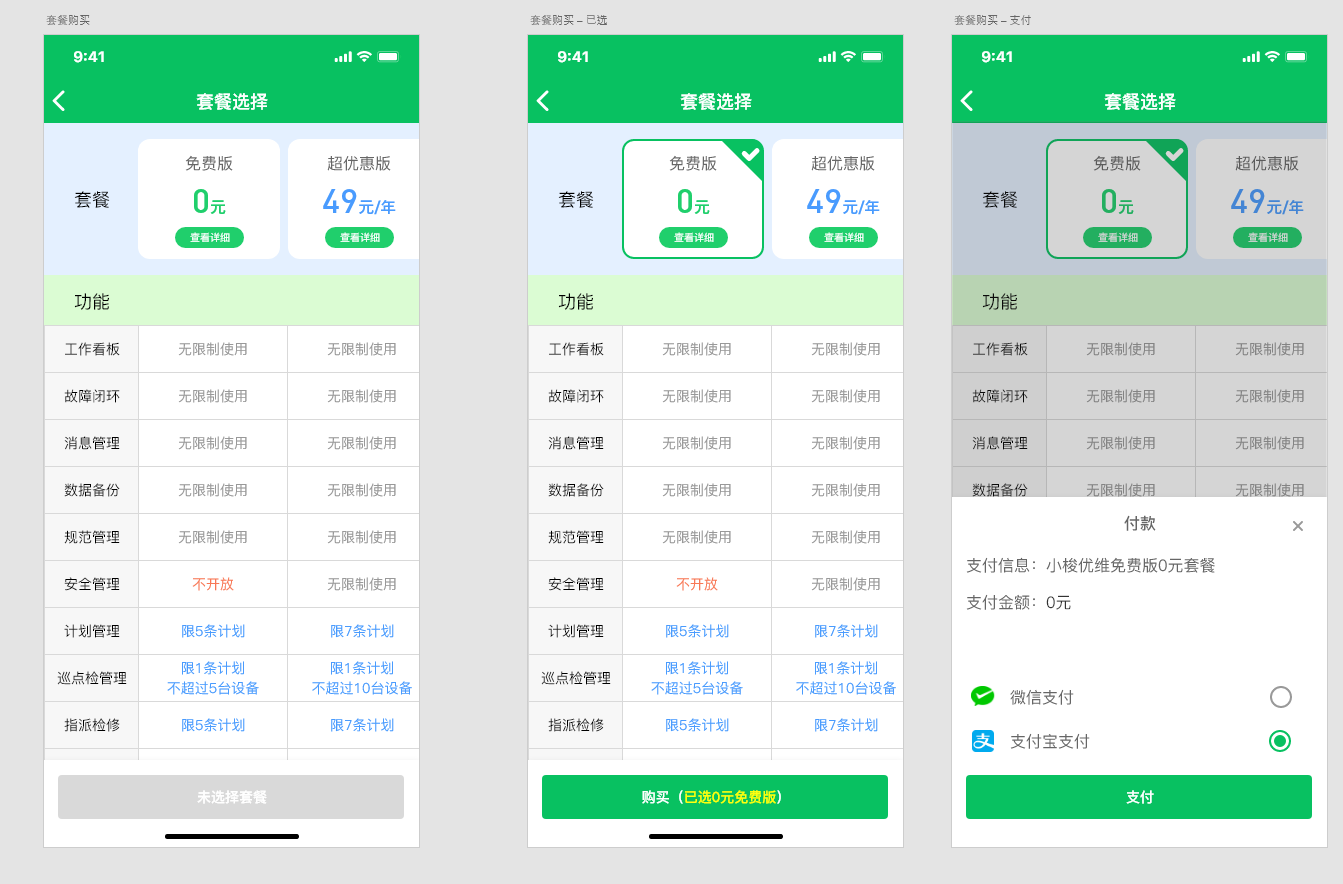 套餐购买
9:41
套餐选择
套餐
免费版
0元
查看详细
超优惠版
49元/年
查看详细
功能
工作看板 无限制使用 无限制使用
故障闭环 无限制使用 无限制使用
消息管理 无限制使用 无限制使用
数据备份 无限制使用 无限制使用
规范管理 无限制使用 无限制使用
安全管理 不开放 无限制使用
计划管理 限5条计划 限7条计划
巡点检管理 限1条计划 限1条计划
不超过5台设备 不超过10台设备
指派检修 限5条计划 限7条计划
未选择套餐
套餐购买 – 已选
9:41
套餐选择
套餐
免费版
0元
查看详细
超优惠版
49元/年
查看详细
功能
工作看板 无限制使用 无限制使用
故障闭环 无限制使用 无限制使用
消息管理 无限制使用 无限制使用
数据备份 无限制使用 无限制使用
规范管理 无限制使用 无限制使用
安全管理 不开放 无限制使用
计划管理 限5条计划 限7条计划
巡点检管理 限1条计划 限1条计划
不超过5台设备 不超过10台设备
指派检修 限5条计划 限7条计划
购买（已选0元免费版）
套餐购买 – 支付
9:41
套餐选择
套餐
免费版
0元
查看详细
超优惠版
49元/年
查看详细
功能
工作看板 无限制使用 无限制使用
故障闭环 无限制使用 无限制使用
消息管理 无限制使用 无限制使用
数据备份 无限制使用 无限制使用
付款
支付信息：小梭优维免费版0元套餐
支付金额：0元
微信支付
支付宝支付
支付